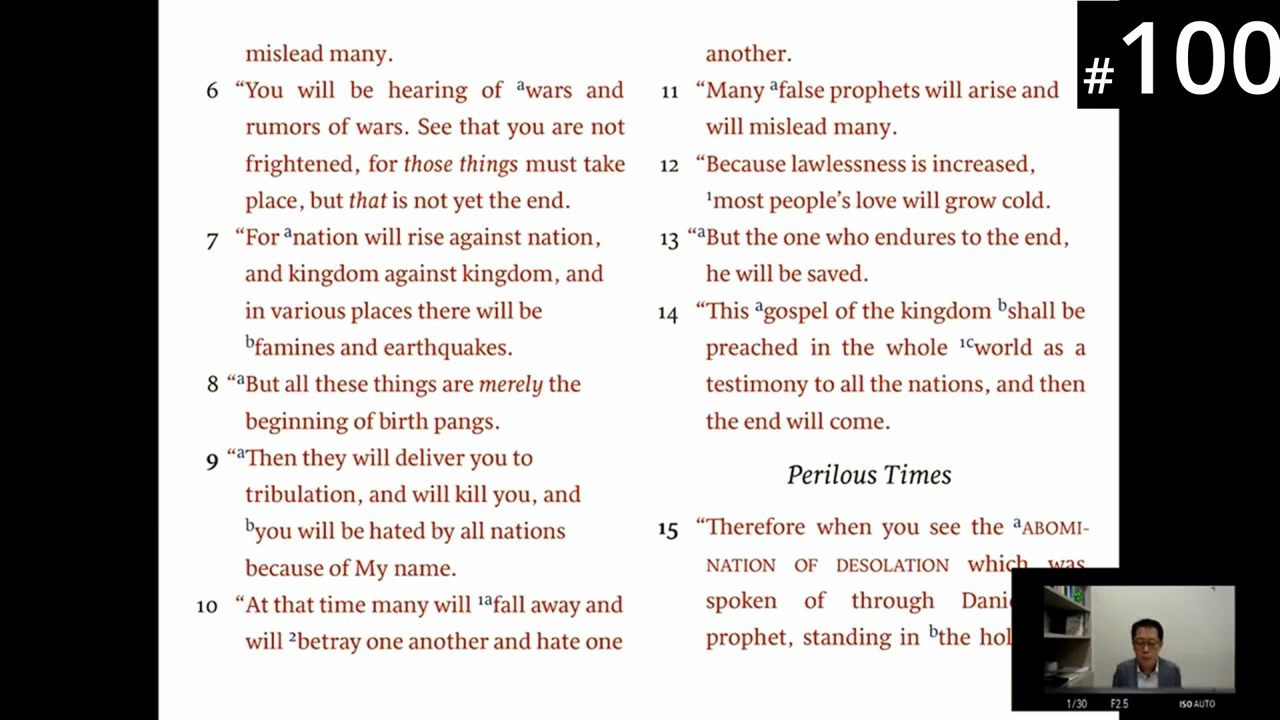 #100
mislead many.
6 “You will be hearing of ᵃwars and
rumors of wars. See that you are not
frightened, for those things must take
place, but that is not yet the end.
7 “For ᵃnation will rise against nation,
and kingdom against kingdom, and
in various places there will be
ᵇfamines and earthquakes.
8 “ᵃBut all these things are merely the
beginning of birth pangs.
9 “ᵃThen they will deliver you to
tribulation, and will kill you, and
ᵇyou will be hated by all nations
because of My name.
10 “At that time many will ¹ᵃfall away and
will ²betray one another and hate one
another.
11 “Many ᵃfalse prophets will arise and
will mislead many.
12 “Because lawlessness is increased,
¹most people’s love will grow cold.
13 “ᵃBut the one who endures to the end,
he will be saved.
14 “This ᵃgospel of the kingdom ᵇshall be
preached in the whole ¹ᶜworld as a
testimony to all the nations, and then
the end will come.
Perilous Times
15 “Therefore when you see the ᵃABOMI-
NATION OF DESOLATION which was
spoken of through
prophet, standing in ᵇthe
1/30 F2.5 ISO AUTO